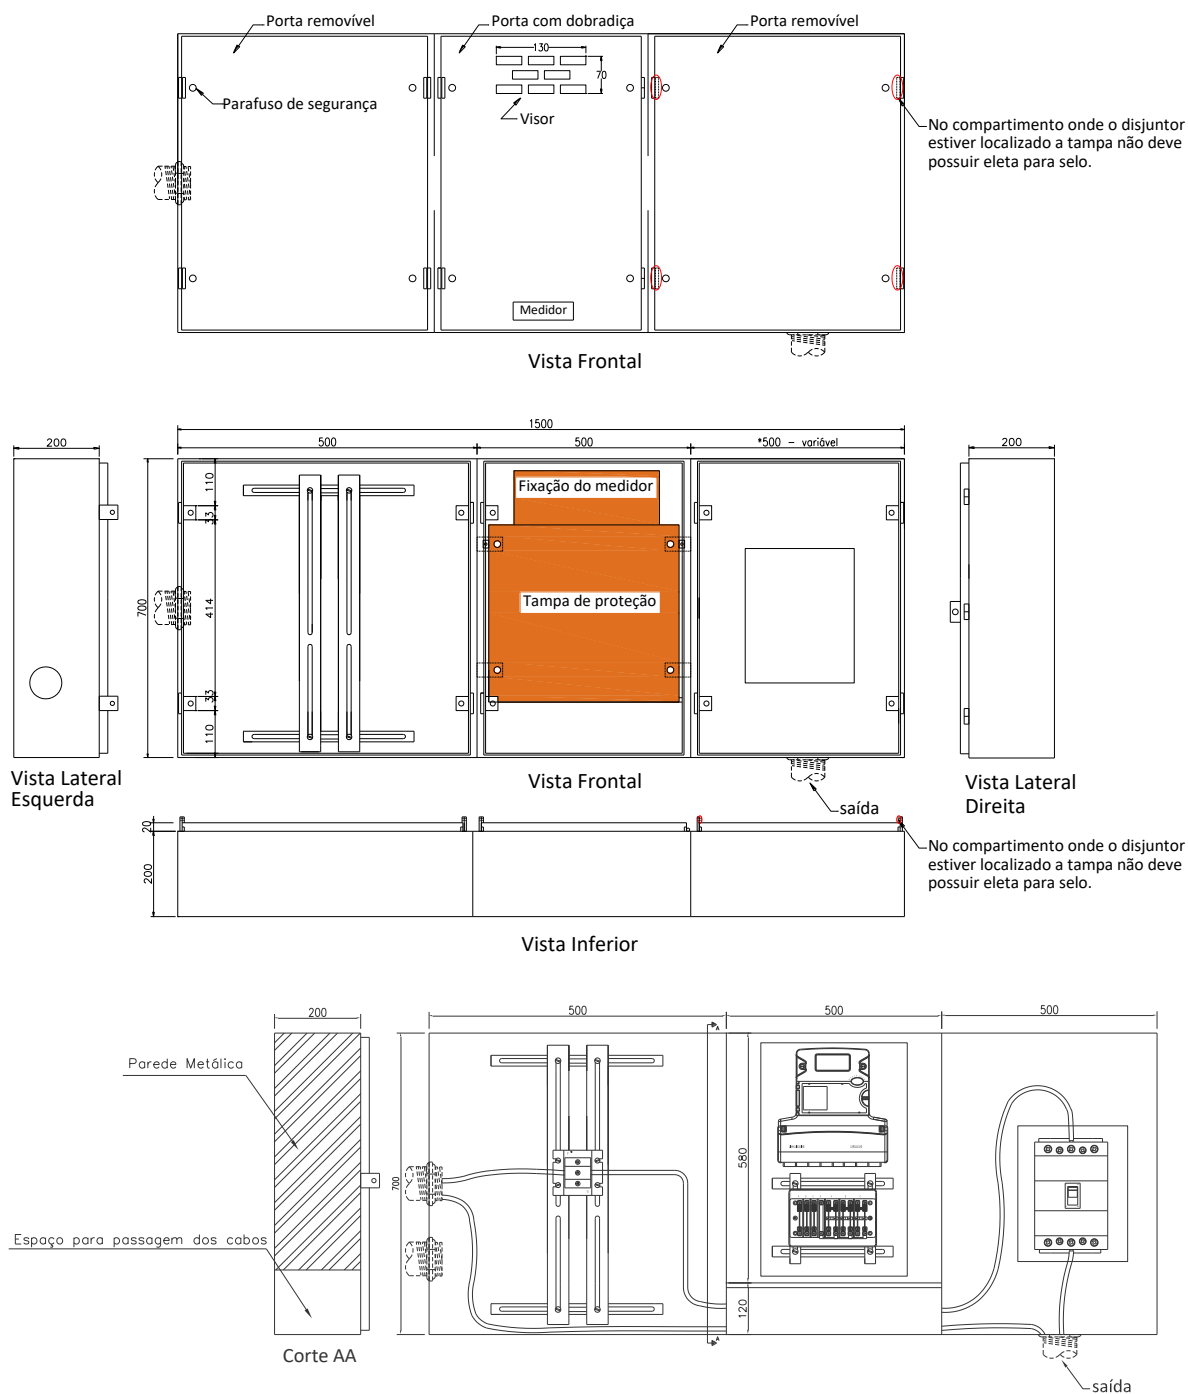 Porta removível
Porta com dobradiça
Porta removível
130
70
Parafuso de segurança
Visor
No compartimento onde o disjuntor
estiver localizado a tampa não deve
possuir eleta para selo.
Medidor
Vista Frontal
1500
200
500
500
*500 - variável
200
110
33
414
33
110
700
Fixação do medidor
Tampa de proteção
Vista Lateral
Esquerda
Vista Frontal
Vista Lateral
Direita
saída
20
200
No compartimento onde o disjuntor
estiver localizado a tampa não deve
possuir eleta para selo.
Vista Inferior
200
500
500
500
A
Parede Metálica
700
580
120
Espaço para passagem dos cabos
A
Corte AA
saída